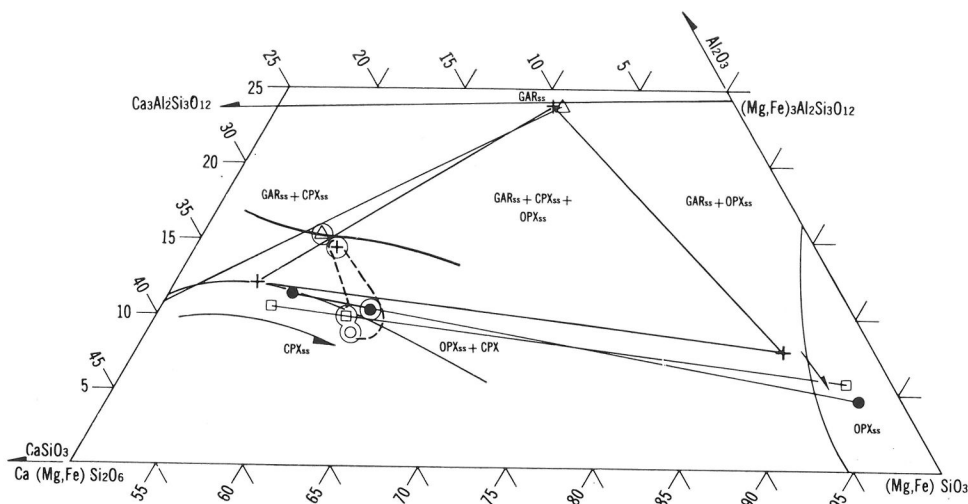 25
20
15
10
5
Al₂O₃
Ca₃Al₂Si₃O₁₂
25
GARss
(Mg,Fe)₃Al₂Si₃O₁₂
30
20
GARss + CPXss
GARss + CPXss +
OPXss
GARss + OPXss
35
15
40
10
CPXss
OPXss + CPX
45
5
OPXss
CaSiO₃
Ca (Mg,Fe) Si₂O₆
(Mg,Fe) SiO₃
55
60
65
70
75
80
85
90
95